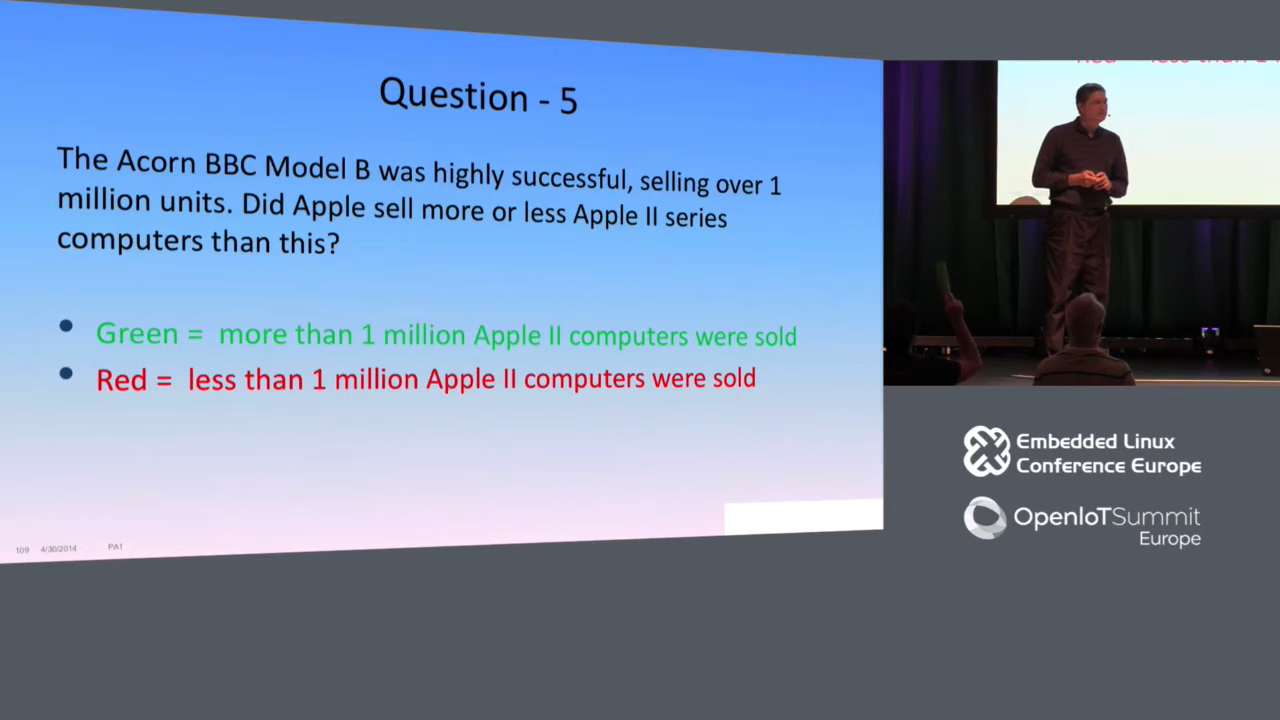 Question - 5
The Acorn BBC Model B was highly successful, selling over 1
million units. Did Apple sell more or less Apple II series
computers than this?
Green = more than 1 million Apple II computers were sold
Red = less than 1 million Apple II computers were sold
109 4/30/2014 PA1
Embedded Linux
Conference Europe
OpenIoTSummit
Europe